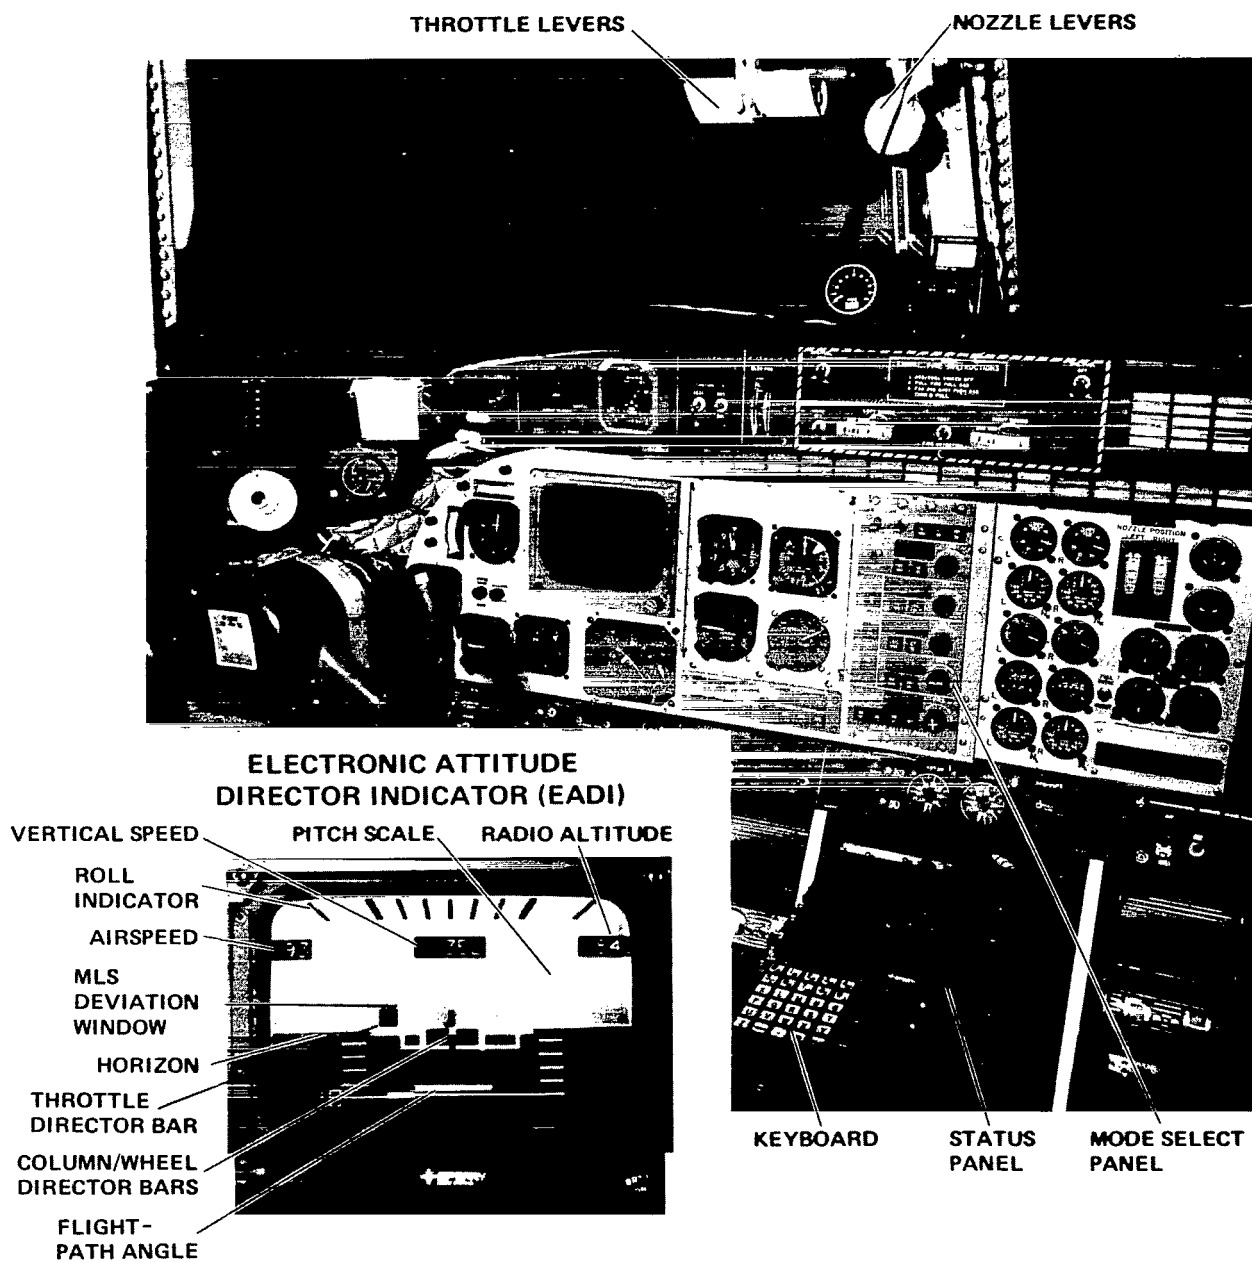 THROTTLE LEVERS
NOZZLE LEVERS
NOZZLE POSITION
LEFT RIGHT
ELECTRONIC ATTITUDE
DIRECTOR INDICATOR (EADI)
VERTICAL SPEED
PITCH SCALE
RADIO ALTITUDE
ROLL
INDICATOR
AIRSPEED
MLS
DEVIATION
WINDOW
HORIZON
THROTTLE
DIRECTOR BAR
COLUMN/WHEEL
DIRECTOR BARS
FLIGHT-
PATH ANGLE
KEYBOARD
STATUS
PANEL
MODE SELECT
PANEL